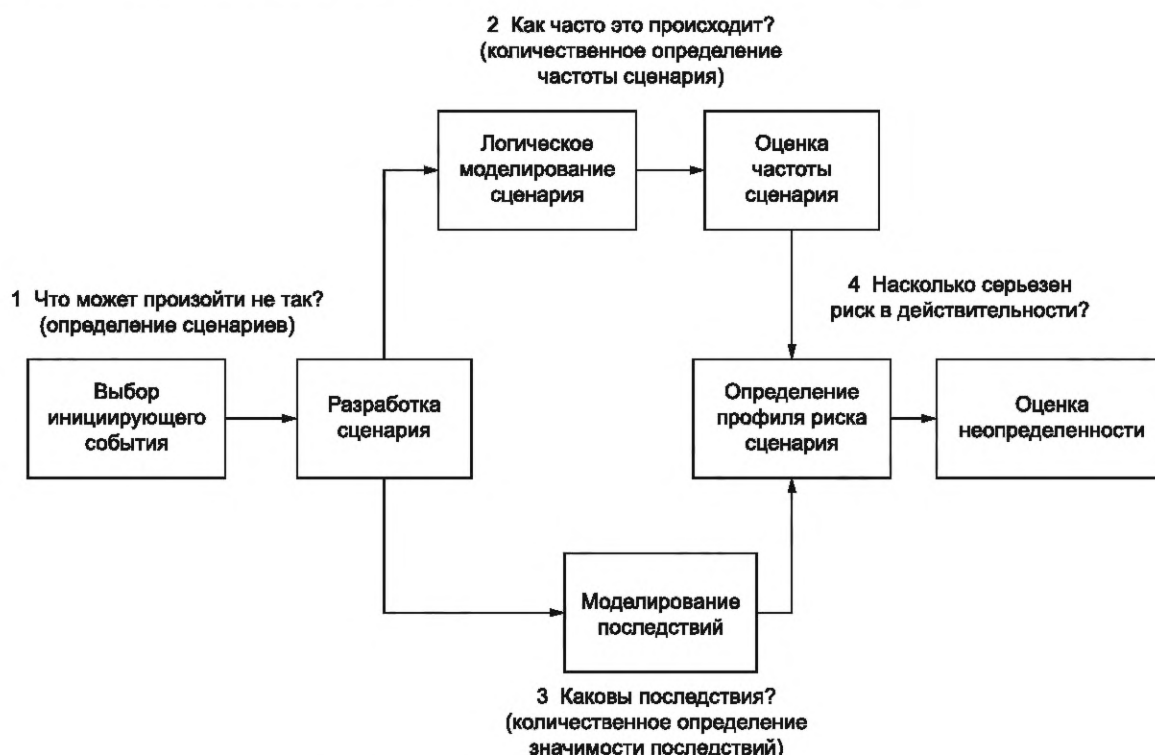 2 Как часто это происходит?
(количественное определение
частоты сценария)
Логическое
моделирование
сценария
Оценка
частоты
сценария
1 Что может произойти не так?
(определение сценариев)
4 Насколько серьезен
риск в действительности?
Выбор
инициирующего
события
Разработка
сценария
Определение
профиля риска
сценария
Оценка
неопределенности
Моделирование
последствий
3 Каковы последствия?
(количественное определение
значимости последствий)